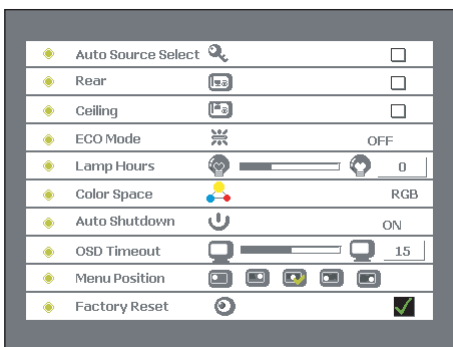 Auto Source Select
Rear
Ceiling
ECO Mode OFF
Lamp Hours 0
Color Space RGB
Auto Shutdown ON
OSD Timeout 15
Menu Position
Factory Reset